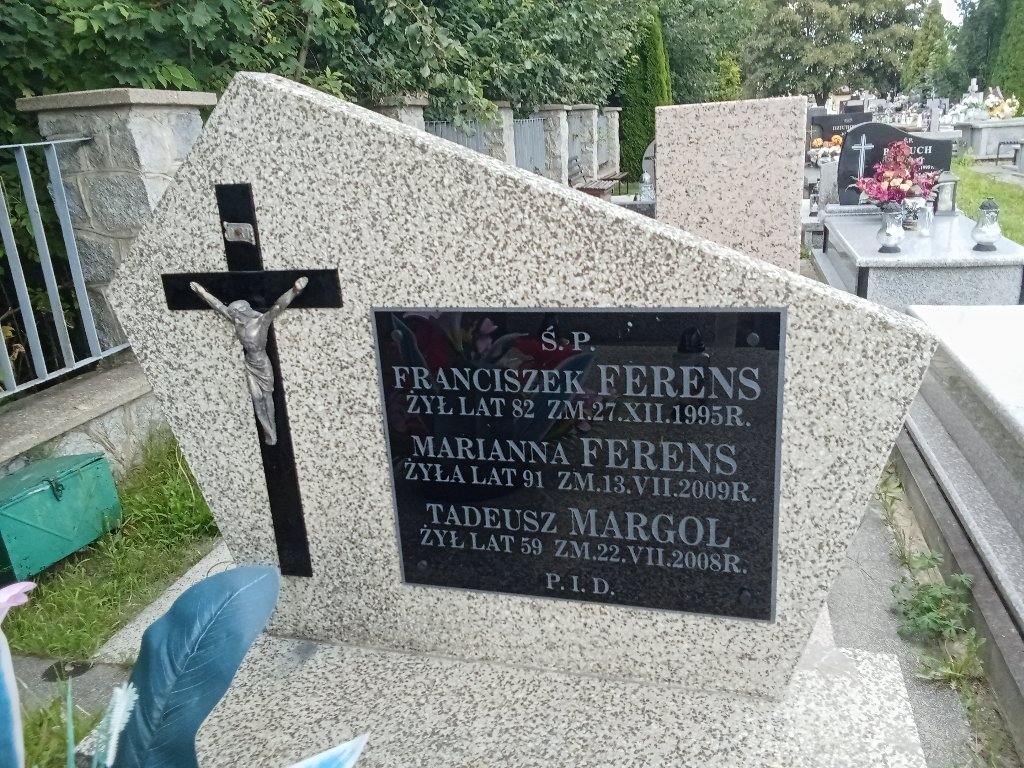 Ś. P.
FRANCISZEK FERENS
ŻYŁ LAT 82 ZM.27.XII.1995R.
MARIANNA FERENS
ŻYŁA LAT 91 ZM.13.VII.2009R.
TADEUSZ MARGOL
ŻYŁ LAT 59 ZM.22.VII.2008R.
P. I. D.